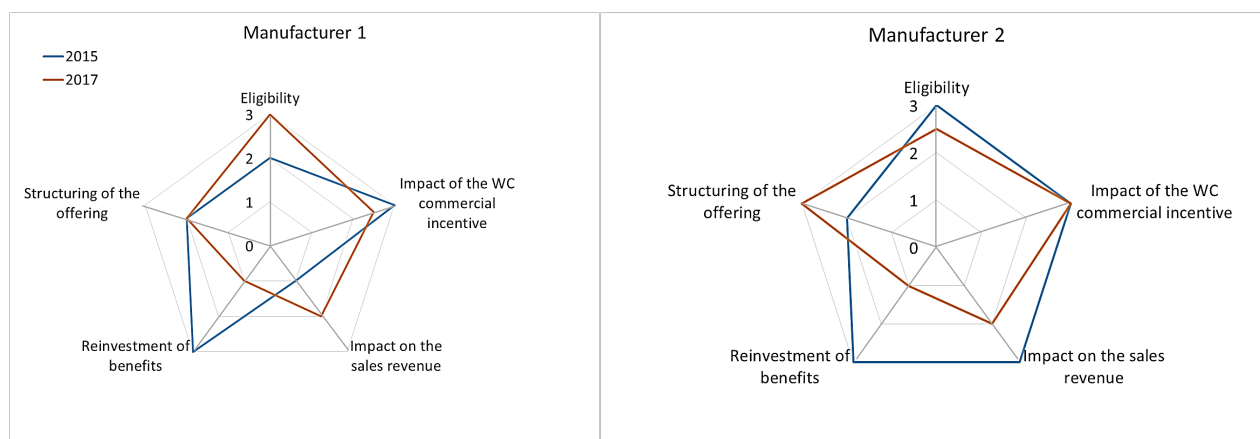 Manufacturer 1
2015
2017
Eligibility
3
2
1
0
Impact of the WC
commercial
incentive
Structuring of the
offering
Reinvestment of
benefits
Impact on the
sales revenue
Manufacturer 2
Eligibility
3
2
1
0
Structuring of the
offering
Impact of the WC
commercial incentive
Reinvestment of
benefits
Impact on the sales
revenue